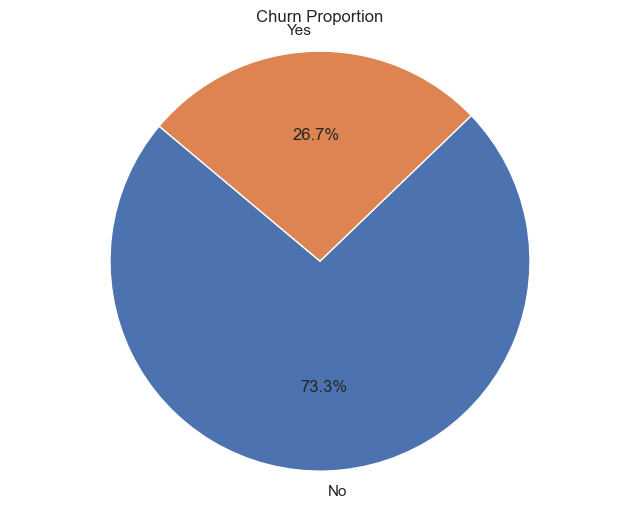 Churn Proportion
Yes
26.7%
73.3%
No